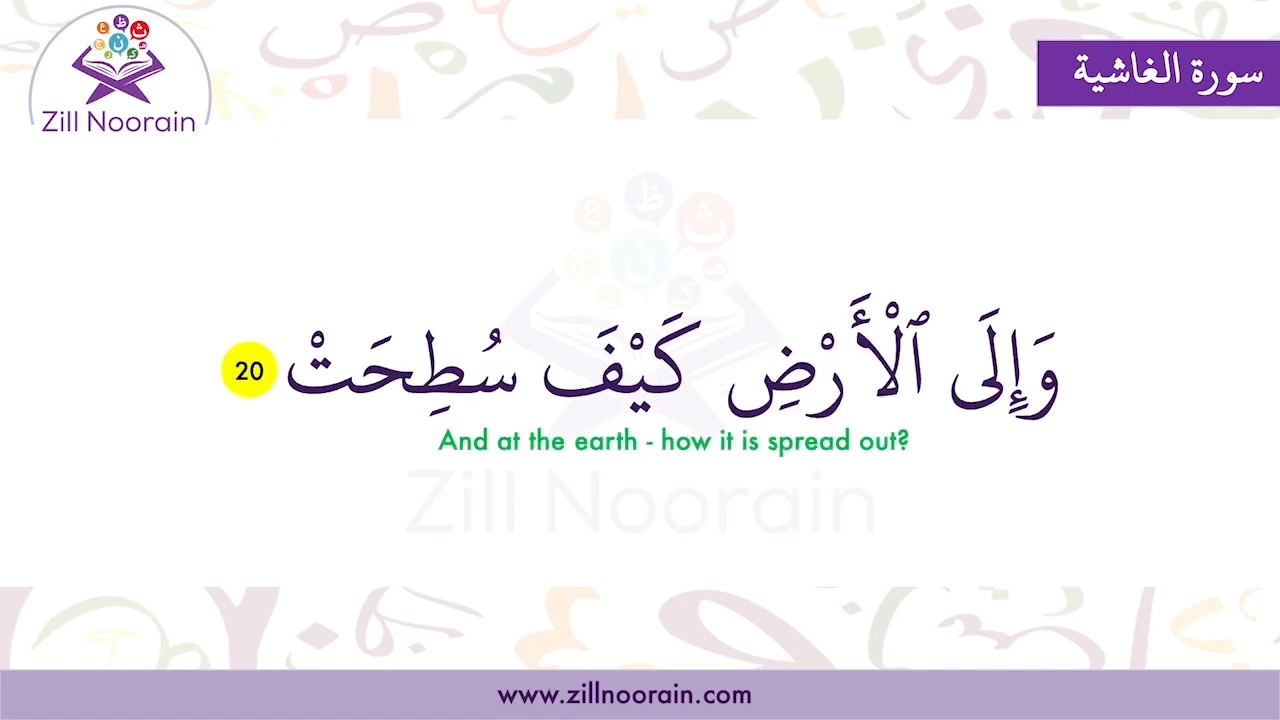 Zill Noorain
سورة الغاشية
وَإِلَى ٱلْأَرْضِ كَيْفَ سُطِحَتْ 20
And at the earth - how it is spread out?
Zill Noorain
www.zillnoorain.com